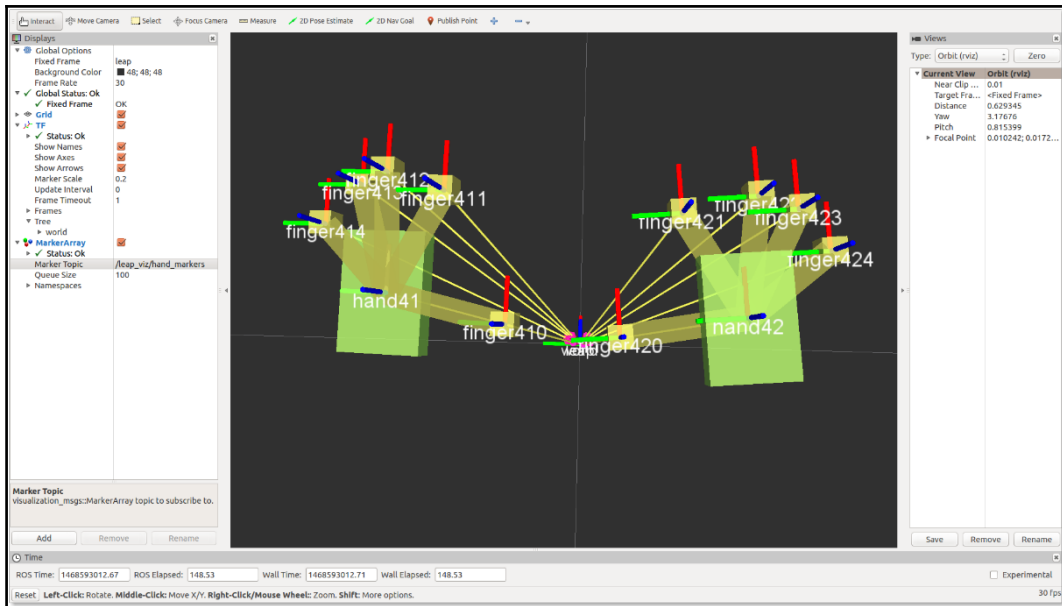 Interact Move Camera Select Focus Camera Measure 2D Pose Estimate 2D Nav Goal Publish Point
Displays
Global Options
Fixed Frame leap
Background Color 48; 48; 48
Frame Rate 30
Global Status: Ok
Fixed Frame OK
Grid
TF
Status: Ok
Show Names
Show Axes
Show Arrows
Marker Scale 0.2
Update Interval 0
Frame Timeout 1
Frames
Tree
world
MarkerArray
Status: Ok
Marker Topic /leap_viz/hand_markers
Queue Size 100
Namespaces
Marker Topic
visualization_msgs::MarkerArray topic to subscribe to.
Add Remove Rename
finger412
finger413
finger411
finger414
hand41
finger410
finger421
finger423
finger424
hand42
finger420
Views
Type: Orbit (rviz) Zero
Current View Orbit (rviz)
Near Clip ... 0.01
Target Fra... <Fixed Frame>
Distance 0.629345
Yaw 3.17676
Pitch 0.815399
Focal Point 0.010242; 0.0172...
Save Remove Rename
Time
ROS Time: 1468593012.67 ROS Elapsed: 148.53 Wall Time: 1468593012.71 Wall Elapsed: 148.53 Experimental
Reset Left-Click: Rotate. Middle-Click: Move X/Y. Right-Click/Mouse Wheel:: Zoom. Shift: More options. 30 fps